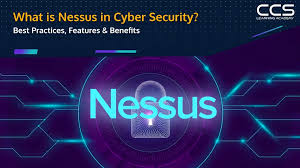 What is Nessus in Cyber Security?
CCS
LEARNING ACADEMY
Best Practices, Features & Benefits
Nessus